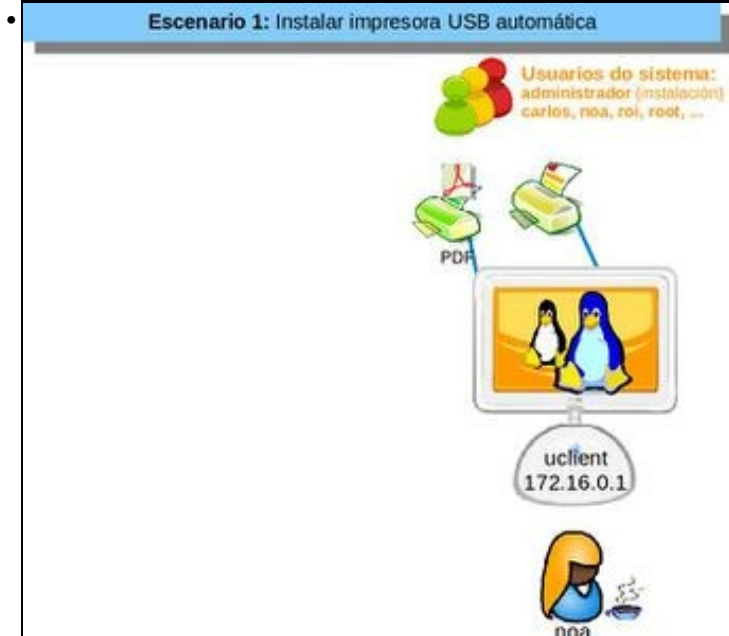 Escenario 1: Instalar impresora USB automática
Usuarios do sistema:
administrador (instalación)
carlos, noa, roi, root, ...
PDF
uclient
172.16.0.1
noa